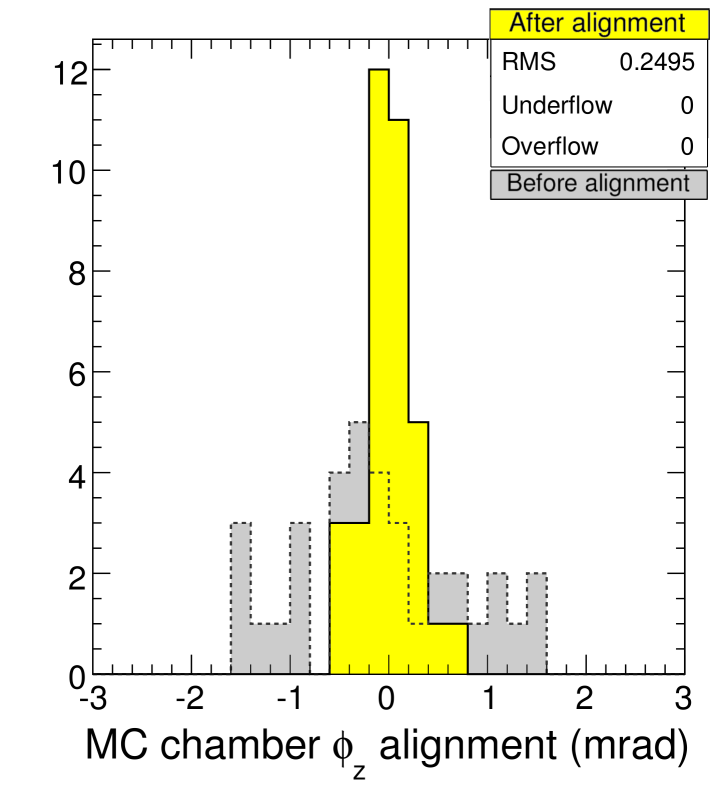 After alignment
RMS 0.2495
Underflow 0
Overflow 0
Before alignment
12
10
8
6
4
2
0
-3 -2 -1 0 1 2 3
MC chamber ϕz alignment (mrad)